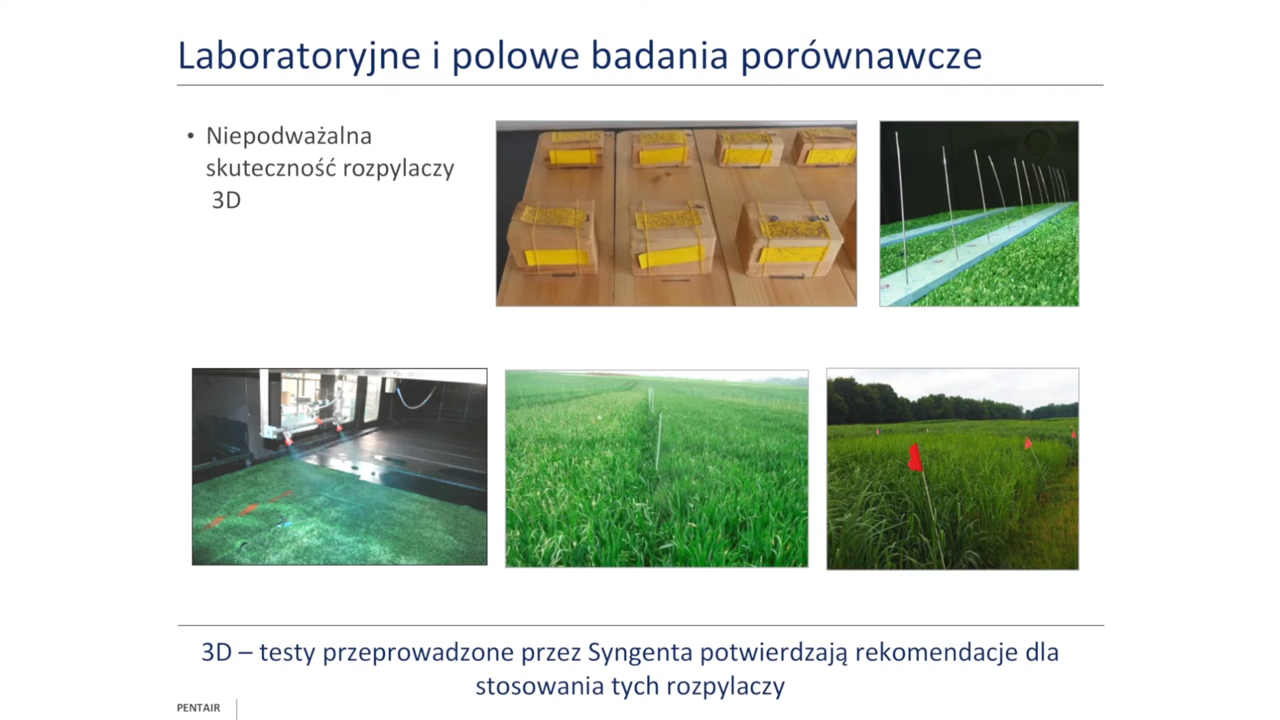 Laboratoryjne i polowe badania porównawcze
• Niepodważalna
skuteczność rozpylaczy
3D
3D – testy przeprowadzone przez Syngenta potwierdzają rekomendacje dla
stosowania tych rozpylaczy
PENTAIR